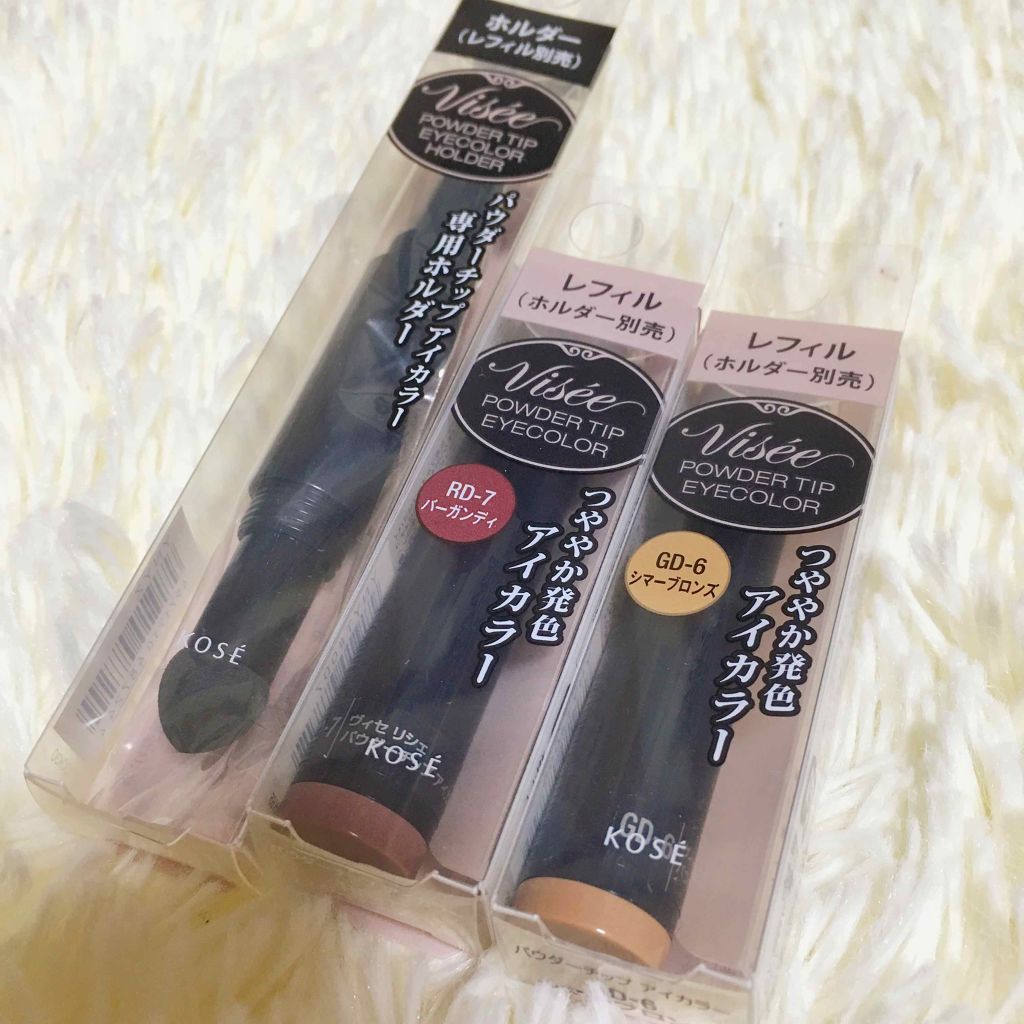 ホルダー
(レフィル別売)
Visée
POWDER TIP
EYECOLOR
HOLDER
パウダーチップ アイカラー
専用ホルダー
KOSÉ
レフィル
(ホルダー別売)
Visée
POWDER TIP
EYECOLOR
RD-7
バーガンディ
つややか発色
アイカラー
ヴィセ リシェ
KOSÉ
レフィル
(ホルダー別売)
Visée
POWDER TIP
EYECOLOR
GD-6
シマーブロンズ
つややか発色
アイカラー
GD-6
KOSÉ
パウダーチップ アイカラー